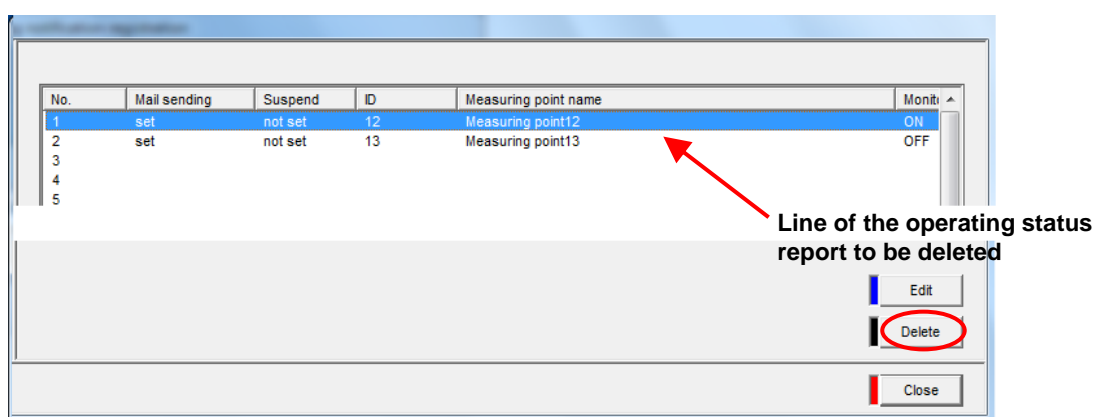 No. Mail sending Suspend ID Measuring point name Monit
1 set not set 12 Measuring point12 ON
2 set not set 13 Measuring point13 OFF
3
4
5
Line of the operating status
report to be deleted
Edit
Delete
Close